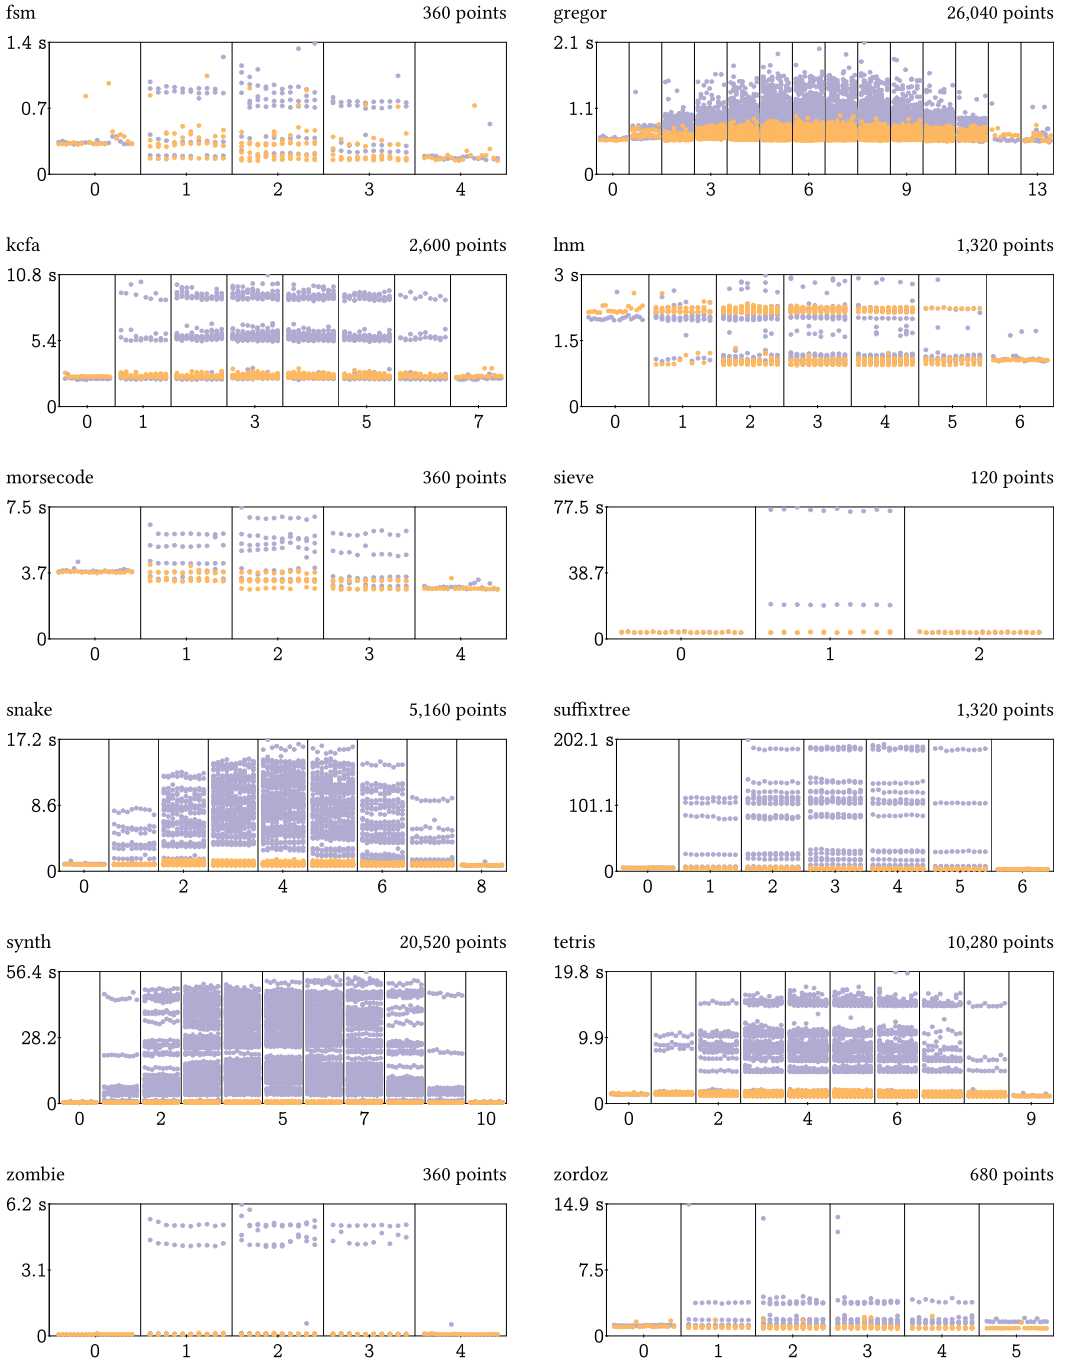 fsm 360 points gregor 26,040 points
1.4 s 2.1 s
0.7 1.1
0 0
0 1 2 3 4 0 3 6 9 13
kcfa 2,600 points lnm 1,320 points
10.8 s 3 s
5.4 1.5
0 0
0 1 3 5 7 0 1 2 3 4 5 6
morsecode 360 points sieve 120 points
7.5 s 77.5 s
3.7 38.7
0 0
0 1 2 3 4 0 1 2
snake 5,160 points suffixtree 1,320 points
17.2 s 202.1 s
8.6 101.1
0 0
0 2 4 6 8 0 1 2 3 4 5 6
synth 20,520 points tetris 10,280 points
56.4 s 19.8 s
28.2 9.9
0 0
0 2 5 7 10 0 2 4 6 9
zombie 360 points zordoz 680 points
6.2 s 14.9 s
3.1 7.5
0 0
0 1 2 3 4 0 1 2 3 4 5